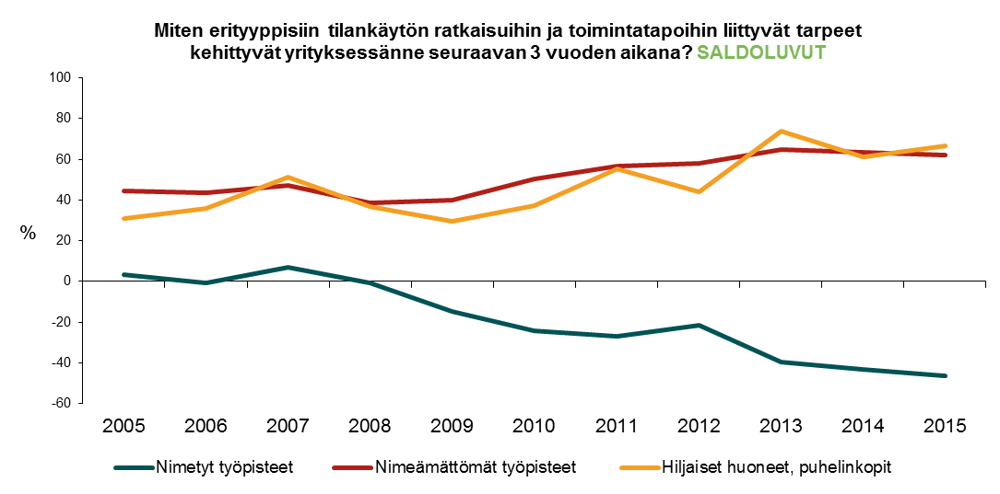 Miten erityyppisiin tilankäytön ratkaisuihin ja toimintatapoihin liittyvät tarpeet
kehittyvät yrityksessänne seuraavan 3 vuoden aikana? SALDOLUVUT
100
80
60
40
20
0
-20
-40
-60
%
2005 2006 2007 2008 2009 2010 2011 2012 2013 2014 2015
Nimetyt työpisteet Nimeämättömät työpisteet Hiljaiset huoneet, puhelinkopit